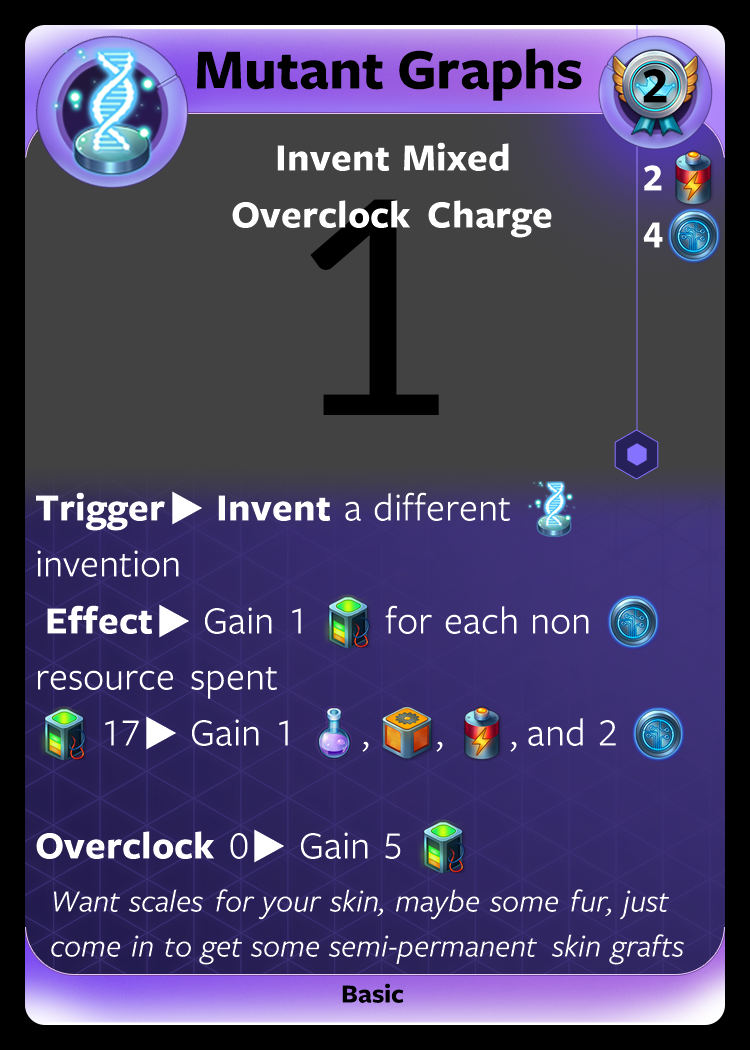 Mutant Graphs
2
Invent Mixed
2
Overclock Charge
4
1
Trigger▶ Invent a different
invention
Effect▶ Gain 1 for each non
resource spent
17▶ Gain 1 , , , and 2
Overclock 0▶ Gain 5
Want scales for your skin, maybe some fur, just
come in to get some semi-permanent skin grafts
Basic